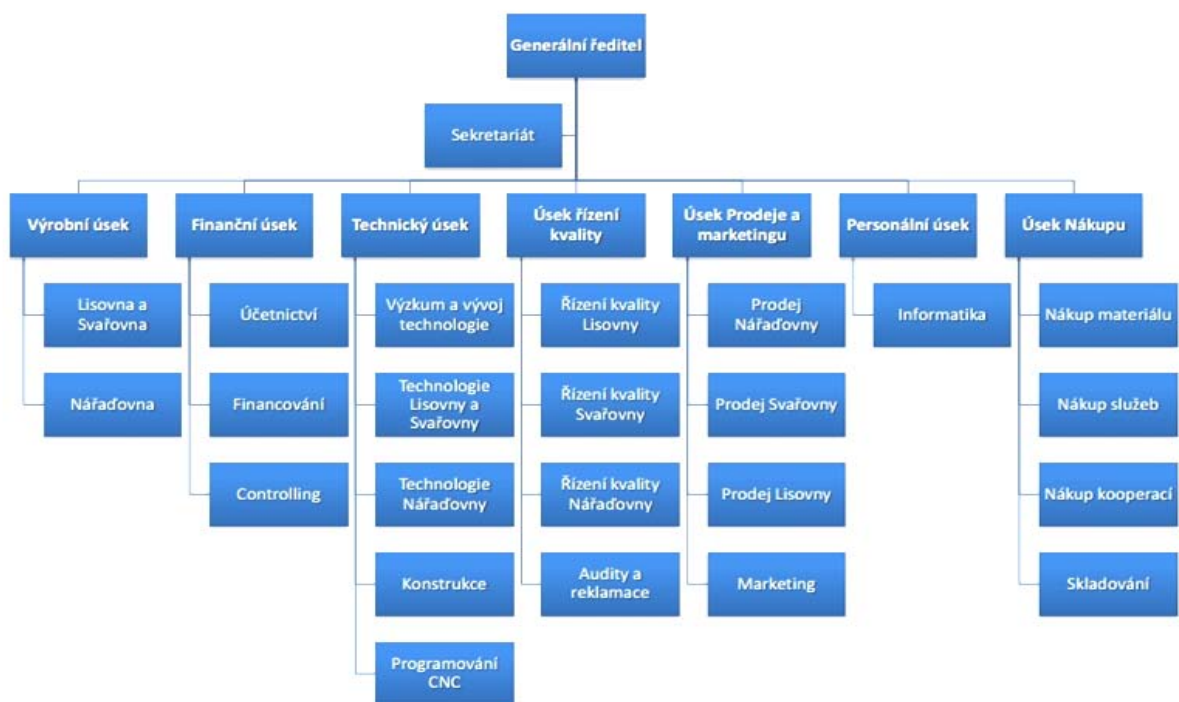 Generální ředitel
Sekretariát
Výrobní úsek
Finanční úsek
Technický úsek
Úsek řízení
kvality
Úsek Prodeje a
marketingu
Personální úsek
Úsek Nákupu
Lisovna a
Svařovna
Účetnictví
Výzkum a vývoj
technologie
Řízení kvality
Lisovny
Prodej
Nářaďovny
Informatika
Nákup materiálu
Nářaďovna
Financování
Technologie
Lisovny a
Svařovny
Řízení kvality
Svařovny
Prodej Svařovny
Nákup služeb
Controlling
Technologie
Nářaďovny
Řízení kvality
Nářaďovny
Prodej Lisovny
Nákup kooperací
Konstrukce
Audity a
reklamace
Marketing
Skladování
Programování
CNC